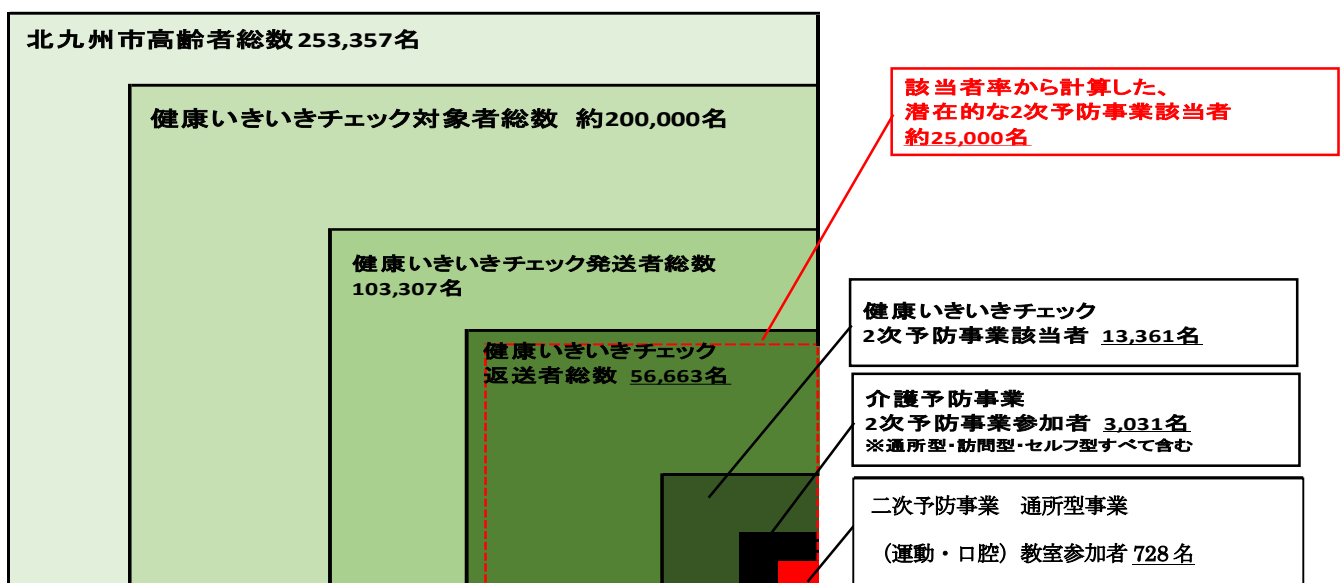 北九州市高齢者総数253,357名
健康いきいきチェック対象者総数 約200,000名
該当者率から計算した、
潜在的な2次予防事業該当者
約25,000名
健康いきいきチェック発送者総数
103,307名
健康いきいきチェック
2次予防事業該当者 13,361名
健康いきいきチェック
返送者総数 56,663名
介護予防事業
2次予防事業参加者 3,031名
※通所型・訪問型・セルフ型すべて含む
二次予防事業　通所型事業
（運動・口腔）教室参加者 728名